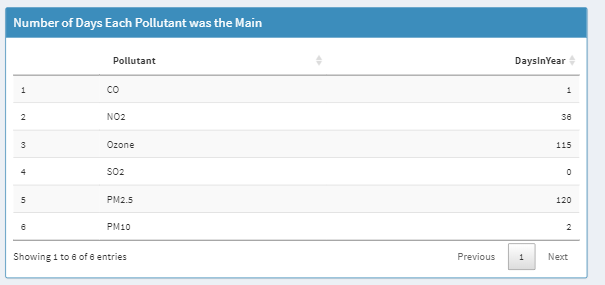 Number of Days Each Pollutant was the Main
Pollutant DaysInYear
1 CO 1
2 NO2 36
3 Ozone 115
4 SO2 0
5 PM2.5 120
6 PM10 2
Showing 1 to 6 of 6 entries Previous 1 Next